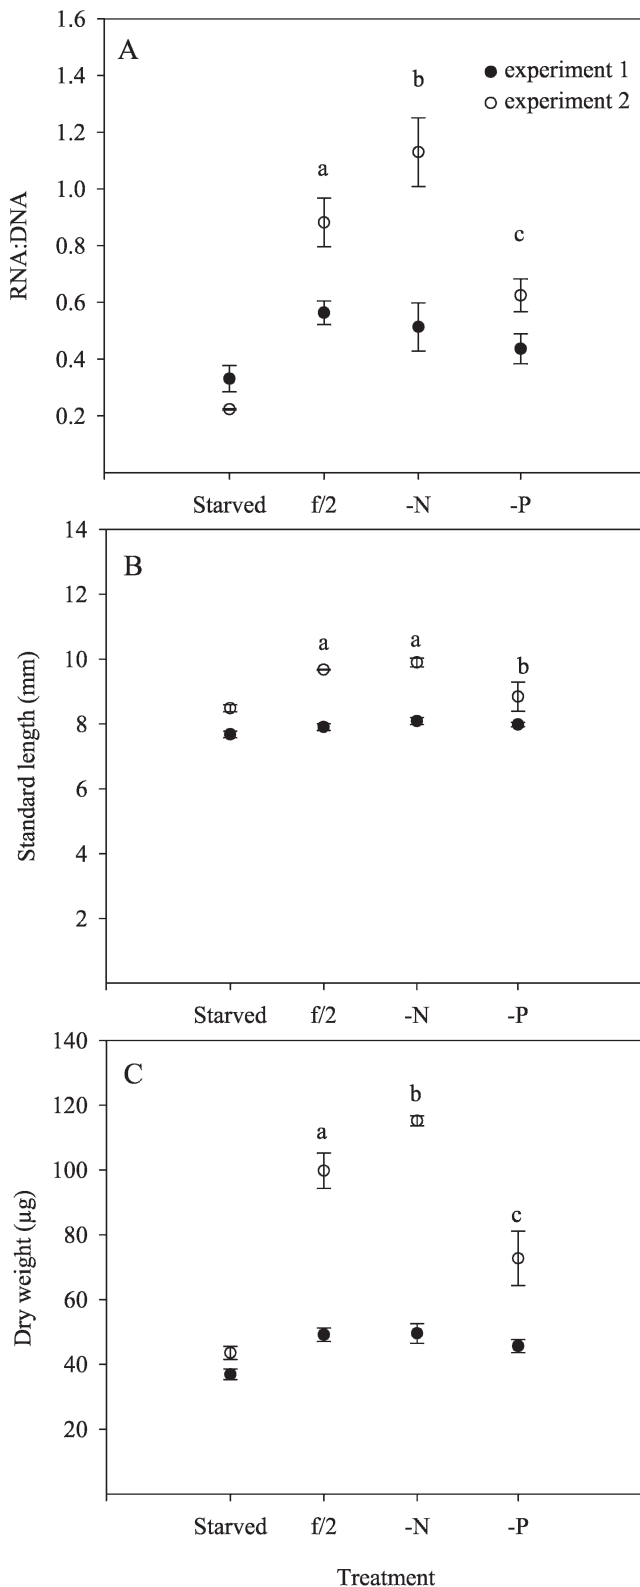 A
1.6
1.4
1.2
1.0
0.8
0.6
0.4
0.2
RNA:DNA
experiment 1
experiment 2
a
b
c
Starved f/2 -N -P
B
14
12
10
8
6
4
2
Standard length (mm)
a
a
b
Starved f/2 -N -P
C
140
120
100
80
60
40
20
Dry weight (µg)
a
b
c
Starved f/2 -N -P
Treatment